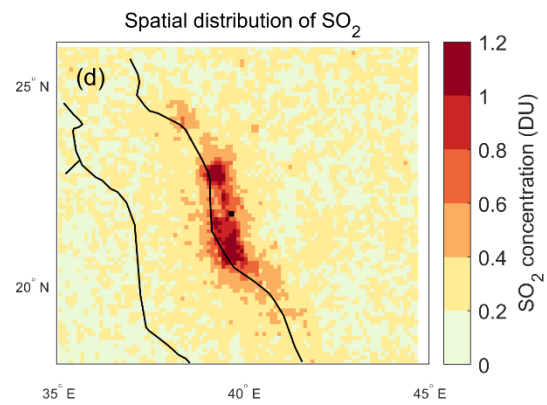 Spatial distribution of SO₂
(d)
25° N
20° N
35° E
40° E
45° E
1.2
1
0.8
0.6
0.4
0.2
0
SO₂ concentration (DU)